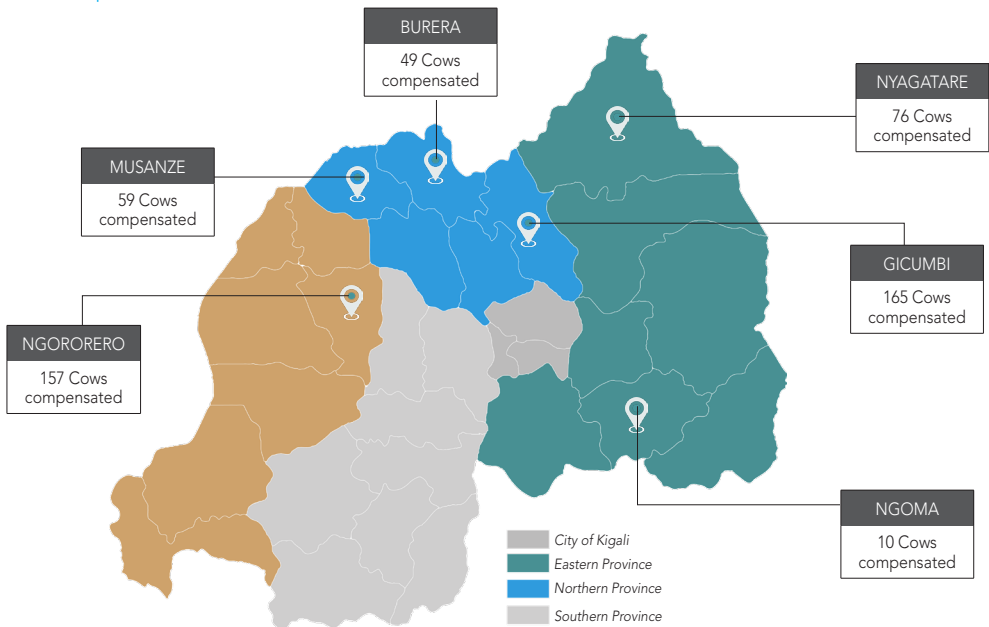 BURERA
49 Cows
compensated
NYAGATARE
76 Cows
compensated
MUSANZE
59 Cows
compensated
GICUMBI
165 Cows
compensated
NGORORERO
157 Cows
compensated
NGOMA
10 Cows
compensated
City of Kigali
Eastern Province
Northern Province
Southern Province